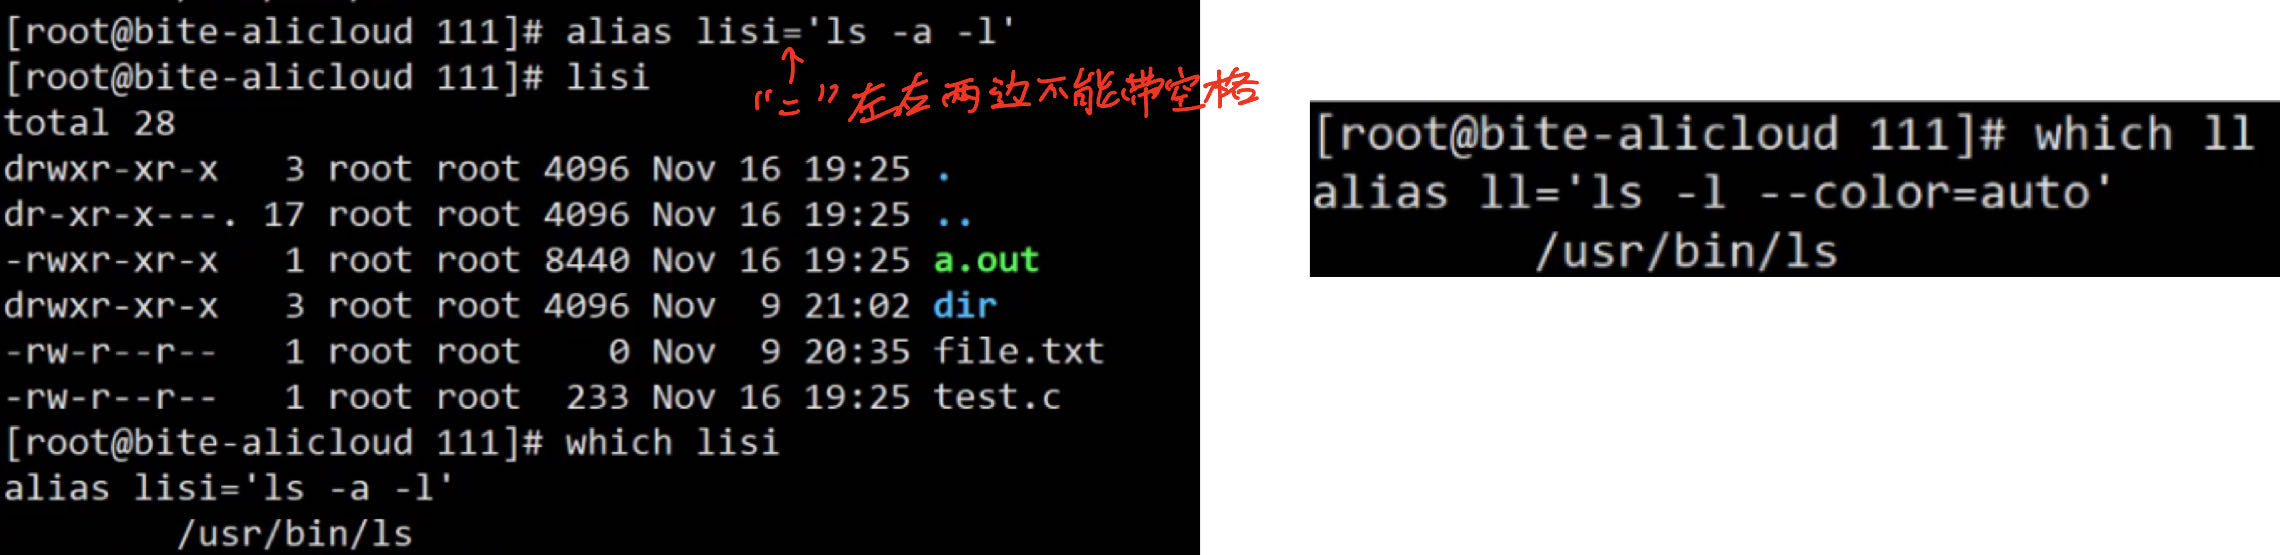 [root@bite-alicloud 111]# alias lisi='ls -a -l'
[root@bite-alicloud 111]# lisi
"="左右两边不能带空格
total 28
drwxr-xr-x   3 root root 4096 Nov 16 19:25 .
dr-xr-x---. 17 root root 4096 Nov 16 19:25 ..
-rwxr-xr-x   1 root root 8440 Nov 16 19:25 a.out
drwxr-xr-x   3 root root 4096 Nov  9 21:02 dir
-rw-r--r--   1 root root    0 Nov  9 20:35 file.txt
-rw-r--r--   1 root root  233 Nov 16 19:25 test.c
[root@bite-alicloud 111]# which lisi
alias lisi='ls -a -l'
        /usr/bin/ls
[root@bite-alicloud 111]# which ll
alias ll='ls -l --color=auto'
        /usr/bin/ls